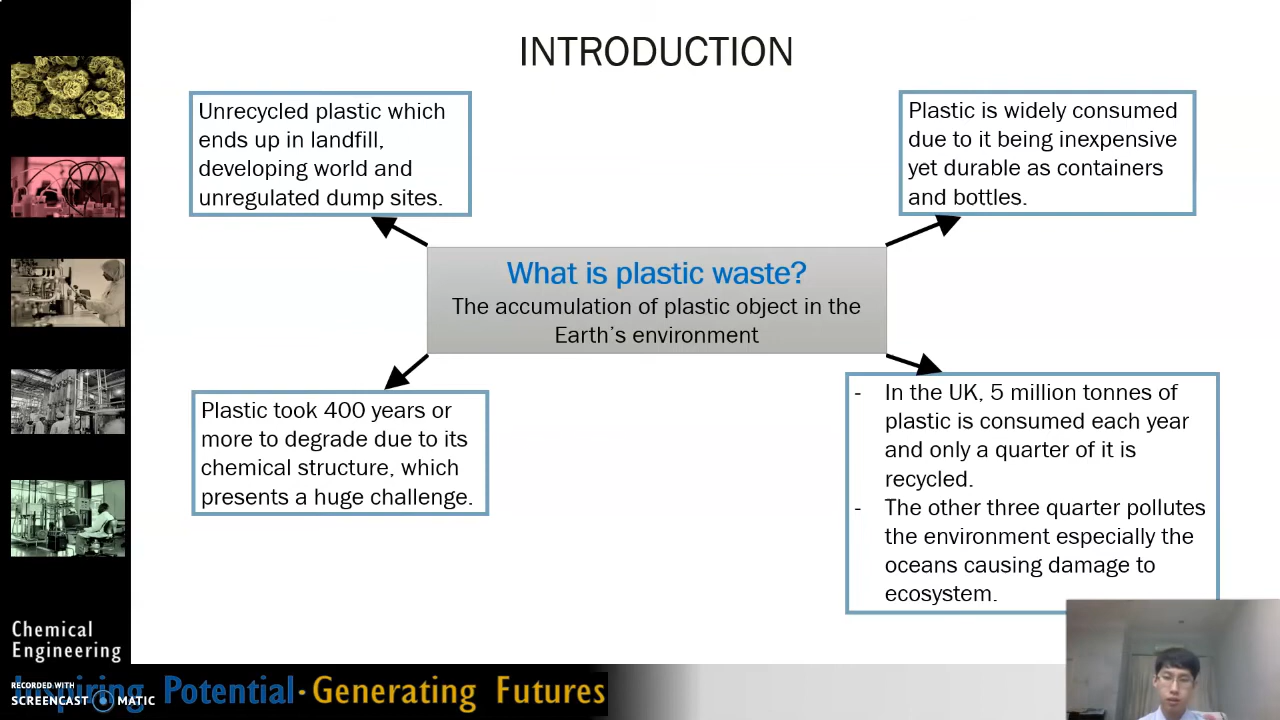 INTRODUCTION
Unrecycled plastic which
ends up in landfill,
developing world and
unregulated dump sites.
Plastic is widely consumed
due to it being inexpensive
yet durable as containers
and bottles.
What is plastic waste?
The accumulation of plastic object in the
Earth's environment
Plastic took 400 years or
more to degrade due to its
chemical structure, which
presents a huge challenge.
- In the UK, 5 million tonnes of
plastic is consumed each year
and only a quarter of it is
recycled.
- The other three quarter pollutes
the environment especially the
oceans causing damage to
ecosystem.
Chemical
Engineering
Inspiring Potential · Generating Futures
RECORDED WITH
SCREENCAST MATIC